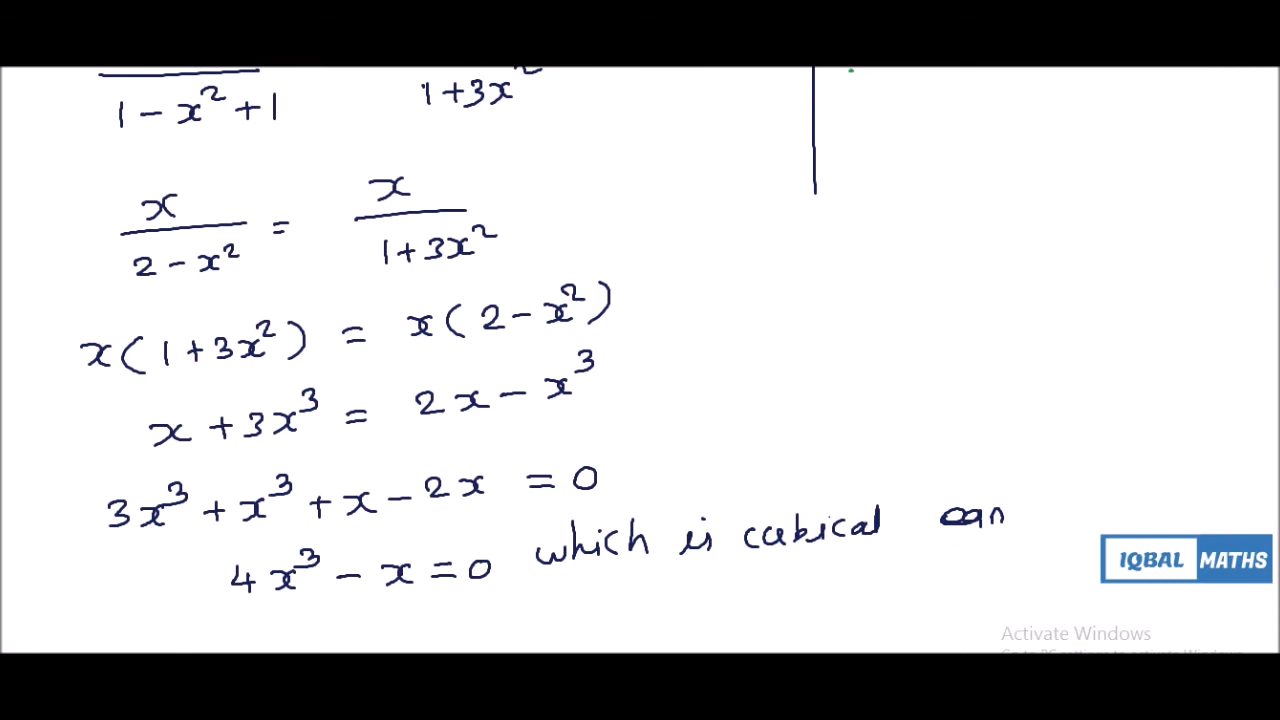 1 - x² + 1    1 + 3x²
x/(2 - x²) = x/(1 + 3x²)
x(1 + 3x²) = x(2 - x²)
x + 3x³ = 2x - x³
3x³ + x³ + x - 2x = 0
4x³ - x = 0 which is cubical
IQBAL MATHS
Activate Windows